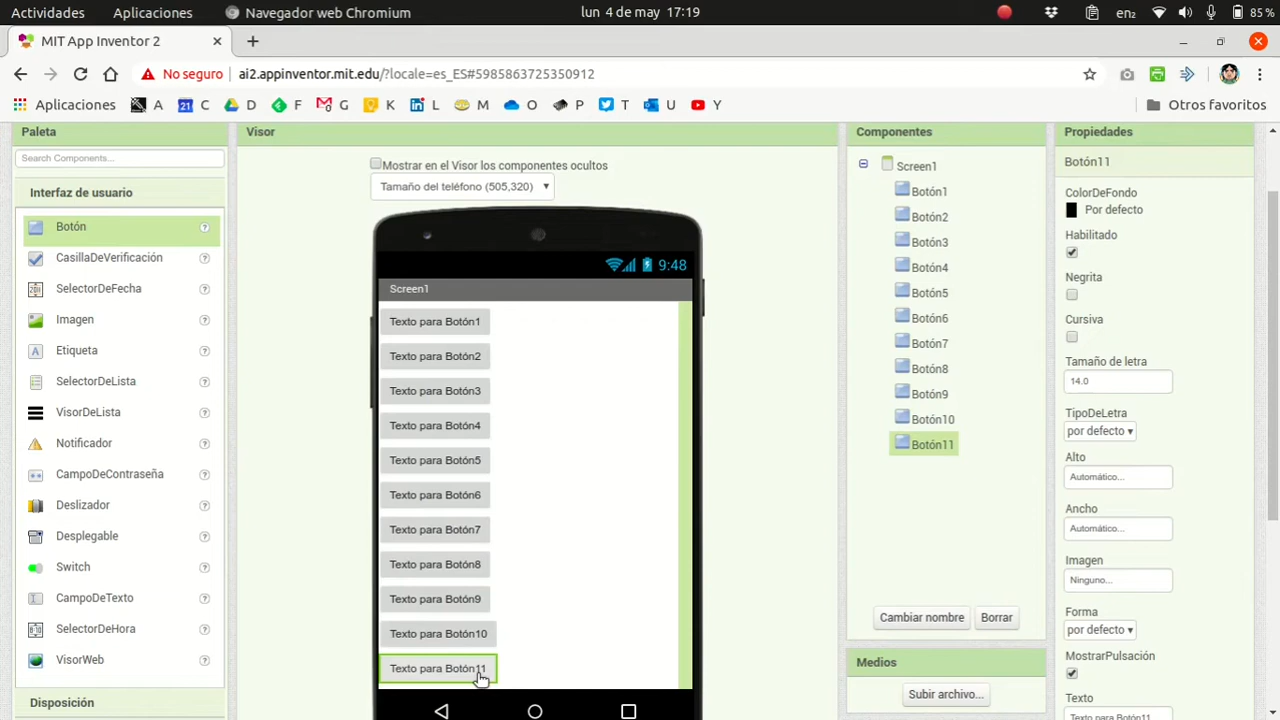 Actividades Aplicaciones Navegador web Chromium lun 4 de may 17:19 en₂ 85 %
MIT App Inventor 2
No seguro ai2.appinventor.mit.edu/?locale=es_ES#5985863725350912
Aplicaciones A C D F G K L M O P T U Y Otros favoritos
Paleta
Search Components...
Interfaz de usuario
Botón
CasillaDeVerificación
SelectorDeFecha
Imagen
Etiqueta
SelectorDeLista
VisorDeLista
Notificador
CampoDeContraseña
Deslizador
Desplegable
Switch
CampoDeTexto
SelectorDeHora
VisorWeb
Disposición
Visor
Mostrar en el Visor los componentes ocultos
Tamaño del teléfono (505,320)
9:48
Screen1
Texto para Botón1
Texto para Botón2
Texto para Botón3
Texto para Botón4
Texto para Botón5
Texto para Botón6
Texto para Botón7
Texto para Botón8
Texto para Botón9
Texto para Botón10
Texto para Botón11
Componentes
Screen1
Botón1
Botón2
Botón3
Botón4
Botón5
Botón6
Botón7
Botón8
Botón9
Botón10
Botón11
Cambiar nombre Borrar
Medios
Subir archivo...
Propiedades
Botón11
ColorDeFondo
Por defecto
Habilitado
Negrita
Cursiva
Tamaño de letra
14.0
TipoDeLetra
por defecto
Alto
Automático...
Ancho
Automático...
Imagen
Ninguno...
Forma
por defecto
MostrarPulsación
Texto
Texto para Botón11